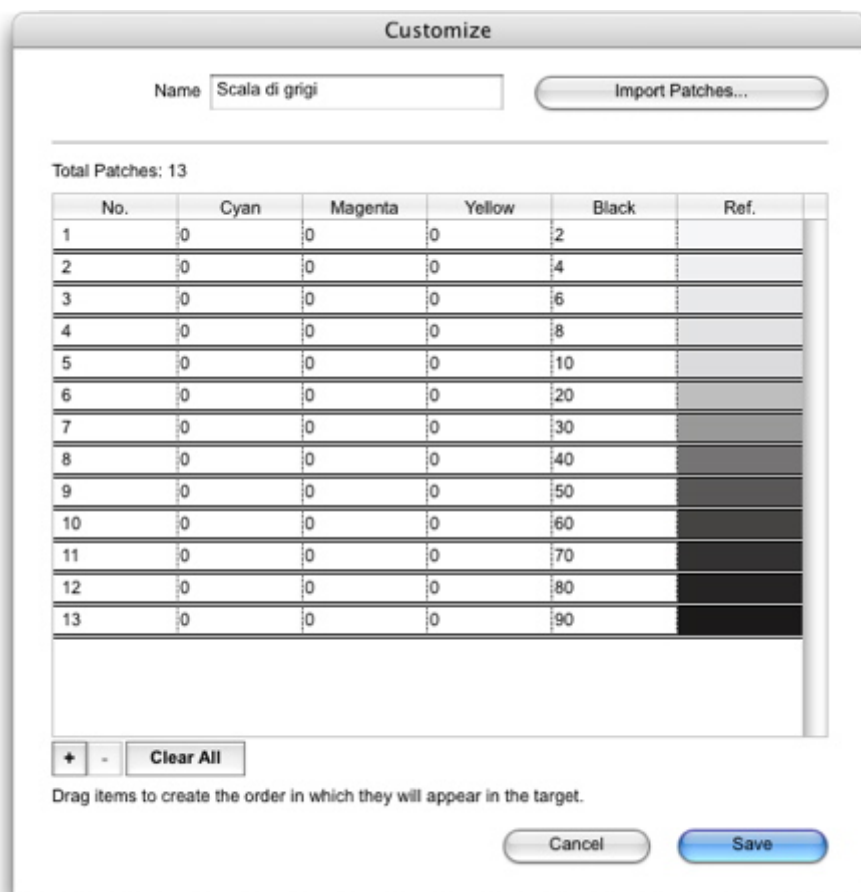 Customize
Name Scala di grigi Import Patches...
Total Patches: 13
No. Cyan Magenta Yellow Black Ref.
1 0 0 0 2
2 0 0 0 4
3 0 0 0 6
4 0 0 0 8
5 0 0 0 10
6 0 0 0 20
7 0 0 0 30
8 0 0 0 40
9 0 0 0 50
10 0 0 0 60
11 0 0 0 70
12 0 0 0 80
13 0 0 0 90
+ - Clear All
Drag items to create the order in which they will appear in the target.
Cancel Save